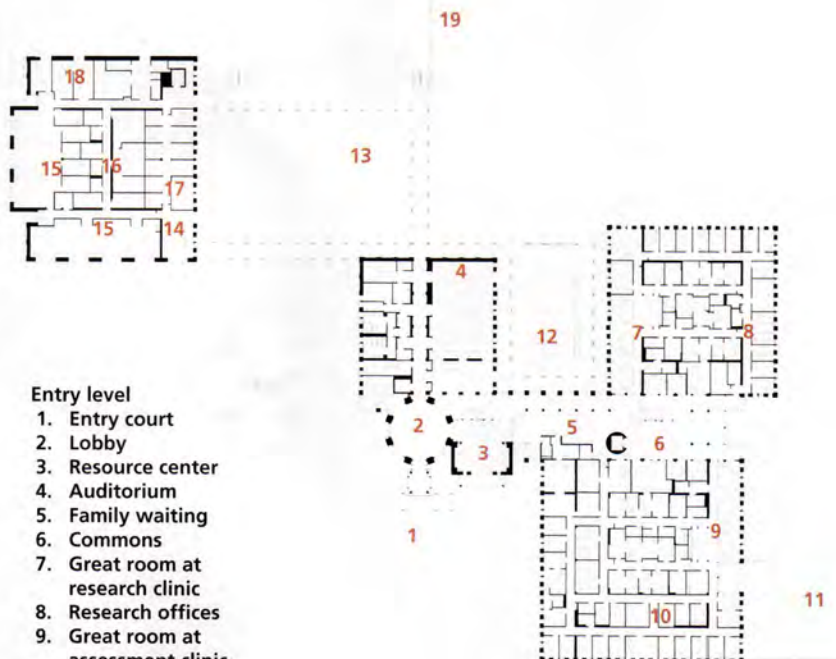 19
18
13
15
16
17
15
14
4
12
7
8
2
3
5
6
1
9
10
11
Entry level
1. Entry court
2. Lobby
3. Resource center
4. Auditorium
5. Family waiting
6. Commons
7. Great room at
research clinic
8. Research offices
9. Great room at
assessment clinic